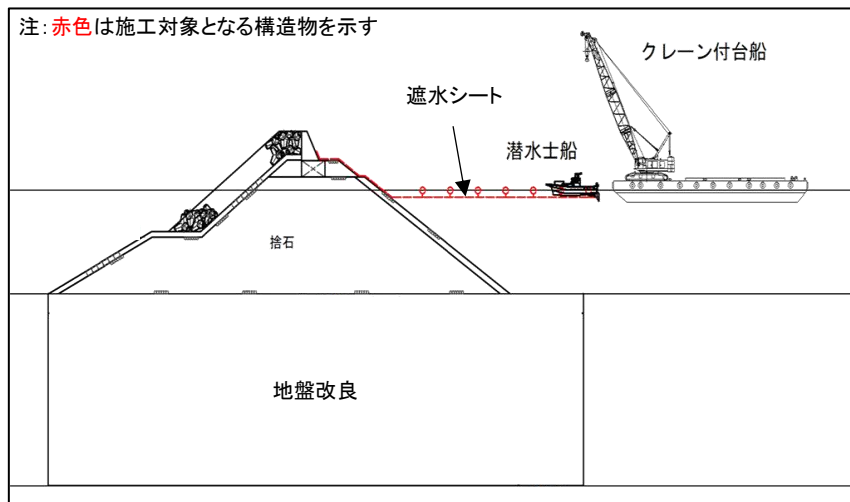 注:赤色は施工対象となる構造物を示す
クレーン付台船
遮水シート
潜水士船
捨石
地盤改良